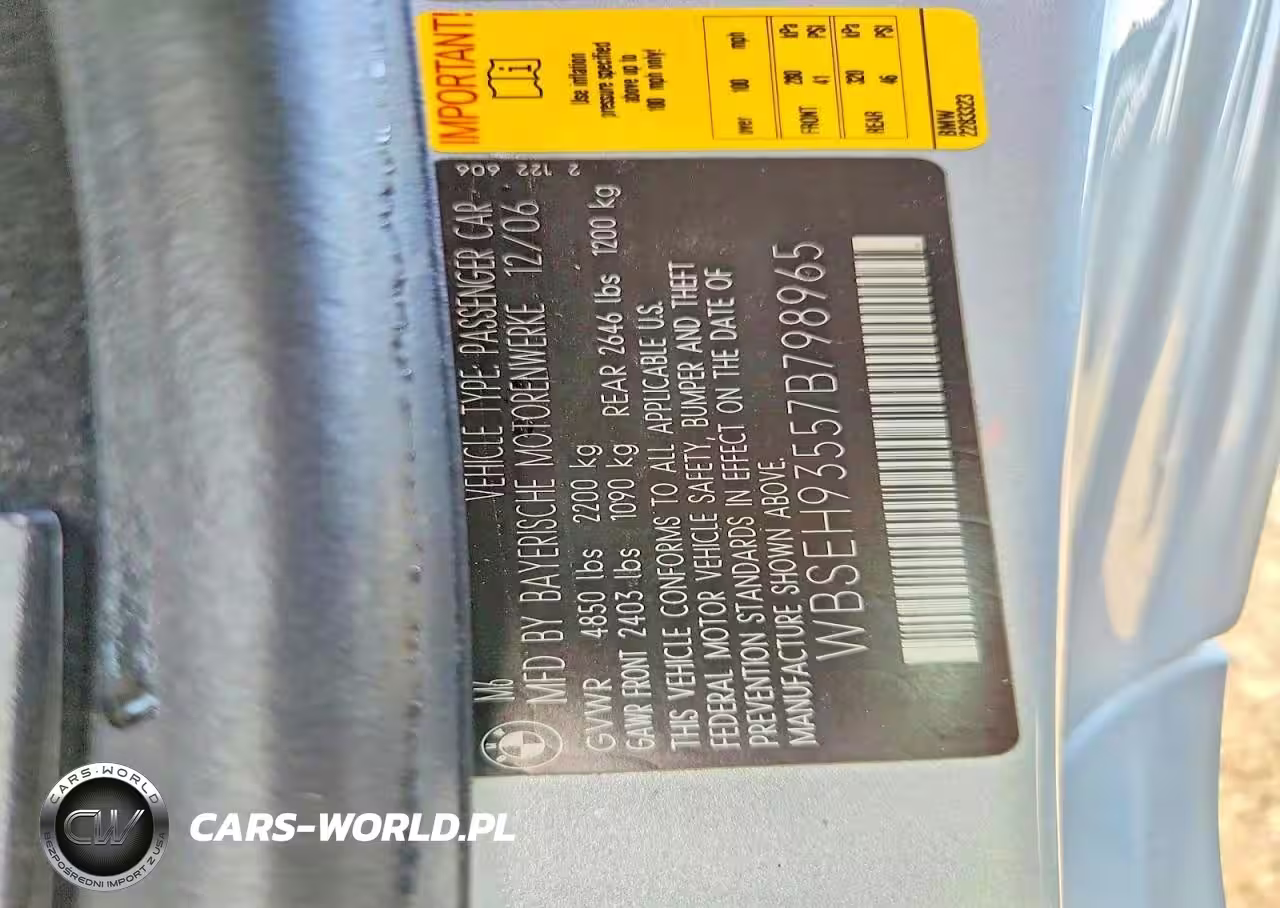 IMPORTANT!
Use inflation
pressure specified
above up to
100 mph only!
over 100 mph
FRONT 280 kPa
41 PSI
REAR 320 kPa
46 PSI
BMW
2283323
2 122 606
M6 VEHICLE TYPE: PASSENGER CAR
MFD BY BAYERISCHE MOTORENWERKE 12/06
GVWR 4850 lbs 2200 kg
GAWR FRONT 2403 lbs 1090 kg REAR 2646 lbs 1200 kg
THIS VEHICLE CONFORMS TO ALL APPLICABLE U.S.
FEDERAL MOTOR VEHICLE SAFETY, BUMPER AND THEFT
PREVENTION STANDARDS IN EFFECT ON THE DATE OF
MANUFACTURE SHOWN ABOVE.
WBSEH93557B798965
CARS-WORLD
CW
BEZPOŚREDNI IMPORT Z USA
CARS-WORLD.PL